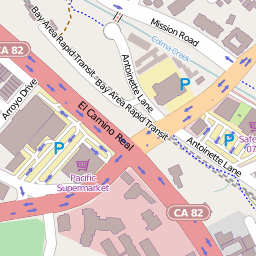 Mission Road
Colma Creek
Bay Area Rapid Transit
Bay Area Rapid Transit
CA 82
Antoinette Lane
P
Arroyo Drive
El Camino Real
P
P
Safe
07
Antoinette Lane
Pacific
Supermarket
CA 82